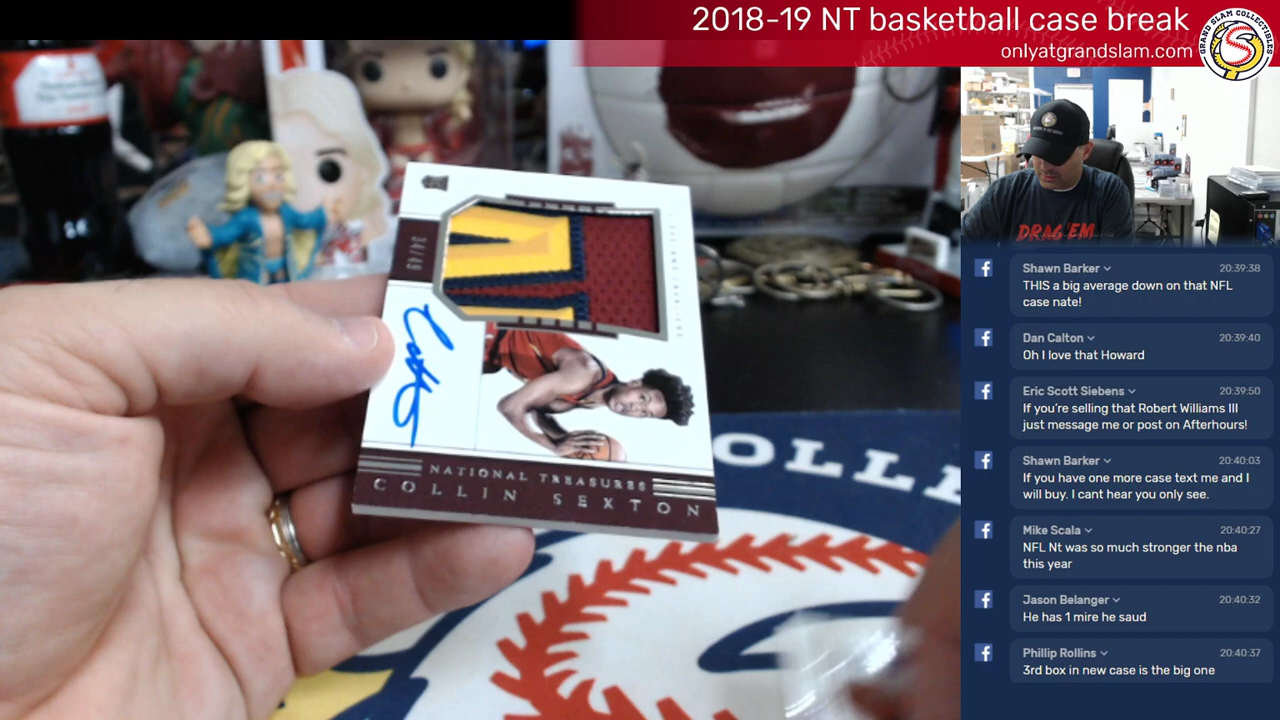 2018-19 NT basketball case break
onlyatgrandslam.com
GRAND SLAM COLLECTIBLES
DRAG 'EM
34/49
NATIONAL TREASURES
COLLIN SEXTON
OLLE
Shawn Barker 20:39:38
THIS a big average down on that NFL
case nate!
Dan Calton 20:39:40
Oh I love that Howard
Eric Scott Siebens 20:39:50
If you're selling that Robert Williams III
just message me or post on Afterhours!
Shawn Barker 20:40:03
If you have one more case text me and I
will buy. I cant hear you only see.
Mike Scala 20:40:27
NFL Nt was so much stronger the nba
this year
Jason Belanger 20:40:32
He has 1 mire he saud
Phillip Rollins 20:40:37
3rd box in new case is the big one